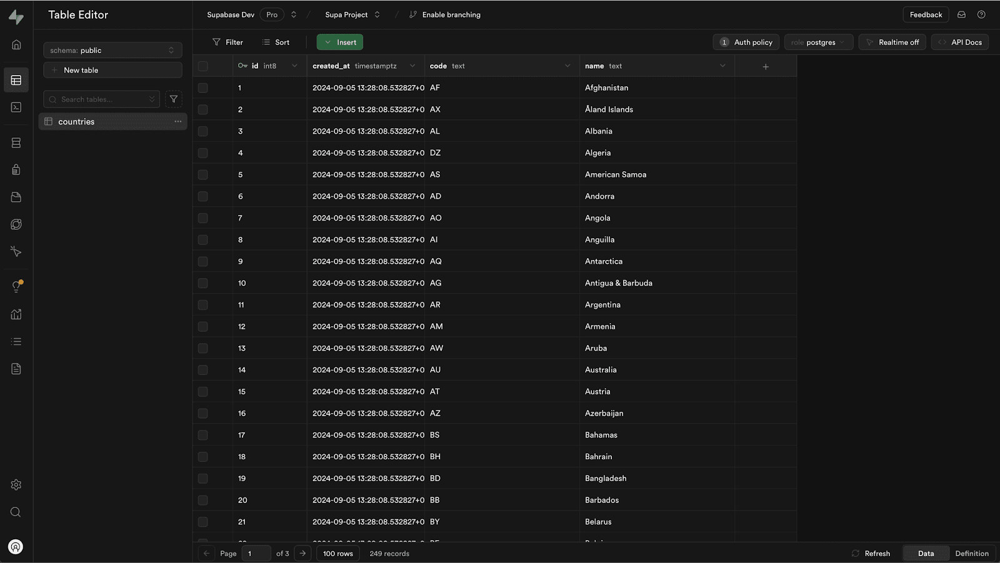 Table Editor
Supabase Dev Pro / Supa Project / Enable branching
Feedback
schema: public
New table
Search tables...
countries
Filter Sort Insert
1 Auth policy role postgres Realtime off API Docs
id int8 created_at timestamptz code text name text
1 2024-09-05 13:28:08.532827+0 AF Afghanistan
2 2024-09-05 13:28:08.532827+0 AX Åland Islands
3 2024-09-05 13:28:08.532827+0 AL Albania
4 2024-09-05 13:28:08.532827+0 DZ Algeria
5 2024-09-05 13:28:08.532827+0 AS American Samoa
6 2024-09-05 13:28:08.532827+0 AD Andorra
7 2024-09-05 13:28:08.532827+0 AO Angola
8 2024-09-05 13:28:08.532827+0 AI Anguilla
9 2024-09-05 13:28:08.532827+0 AQ Antarctica
10 2024-09-05 13:28:08.532827+0 AG Antigua & Barbuda
11 2024-09-05 13:28:08.532827+0 AR Argentina
12 2024-09-05 13:28:08.532827+0 AM Armenia
13 2024-09-05 13:28:08.532827+0 AW Aruba
14 2024-09-05 13:28:08.532827+0 AU Australia
15 2024-09-05 13:28:08.532827+0 AT Austria
16 2024-09-05 13:28:08.532827+0 AZ Azerbaijan
17 2024-09-05 13:28:08.532827+0 BS Bahamas
18 2024-09-05 13:28:08.532827+0 BH Bahrain
19 2024-09-05 13:28:08.532827+0 BD Bangladesh
20 2024-09-05 13:28:08.532827+0 BB Barbados
21 2024-09-05 13:28:08.532827+0 BY Belarus
Page 1 of 3 100 rows 249 records
Refresh Data Definition